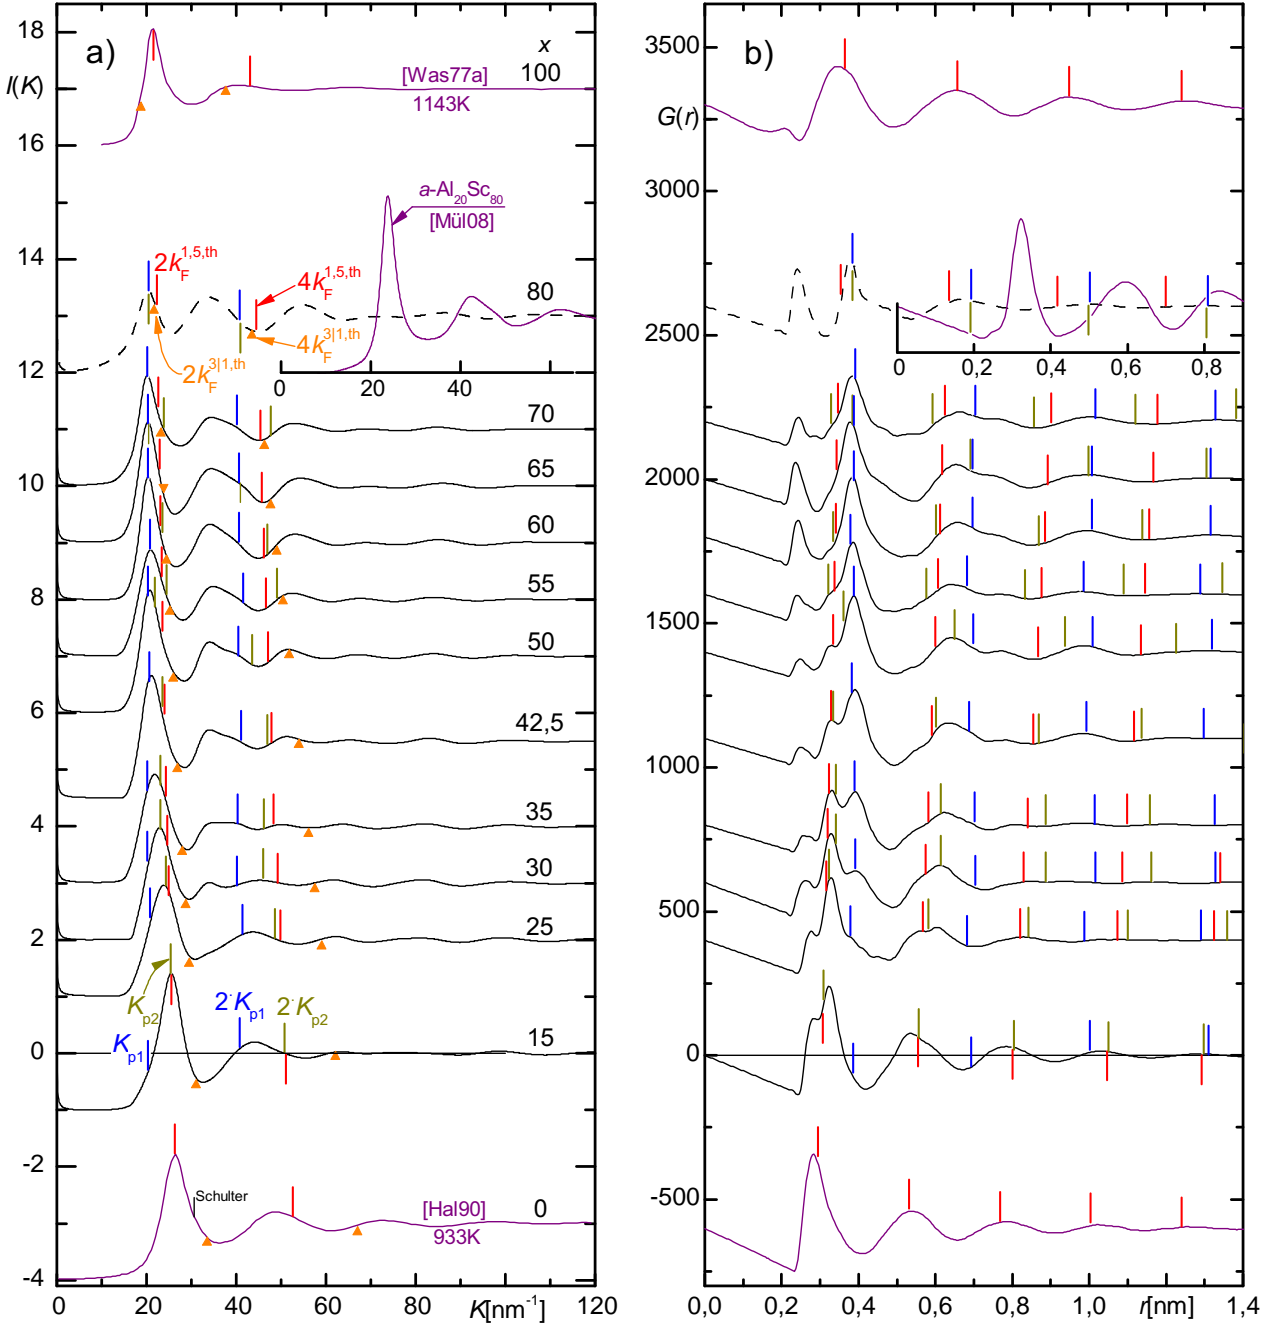 a)
I(K)
18
16
14
12
10
8
6
4
2
0
-2
-4
x
100
[Was77a]
1143K
a-Al20Sc80
[Mül08]
2kF1,5,th
4kF1,5,th
80
4kF3|1,th
2kF3|1,th
0 20 40
70
65
60
55
50
42,5
35
30
25
Kp2
2·Kp1
2·Kp2
Kp1
15
Schulter
[Hal90]
933K
0
0 20 40 60 80 K[nm-1] 120
b)
3500
G(r)
3000
2500
2000
1500
1000
500
0
-500
0 0,2 0,4 0,6 0,8
0,0 0,2 0,4 0,6 0,8 1,0 r[nm] 1,4